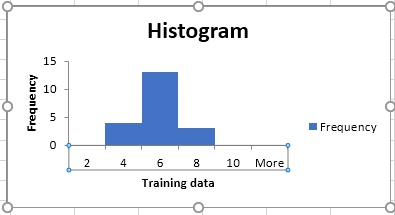 Histogram
15
10
5
0
Frequency
2 4 6 8 10 More
Training data
Frequency